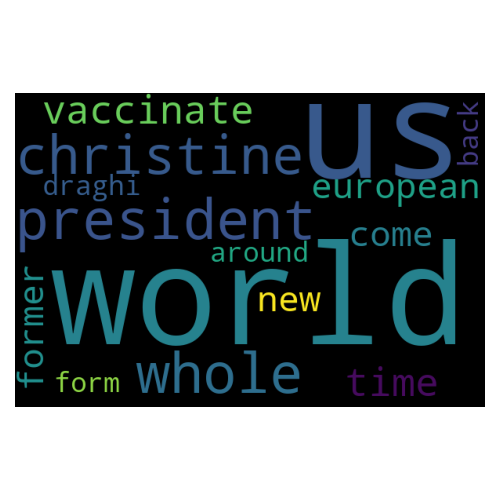 vaccinate
us
back
christine
draghi
european
president
come
around
world
new
former
whole
form
time